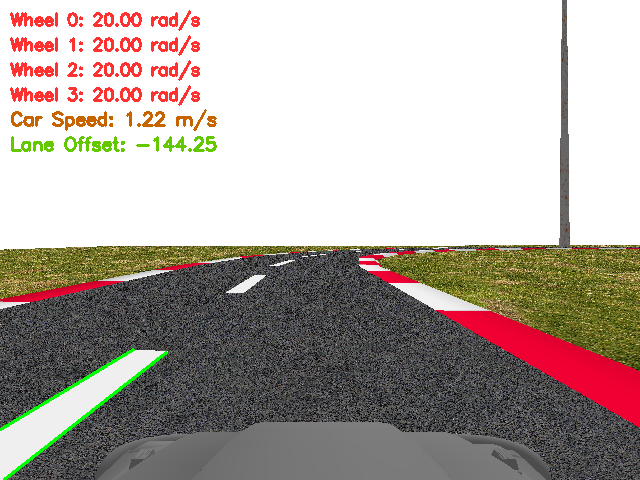 Wheel 0: 20.00 rad/s
Wheel 1: 20.00 rad/s
Wheel 2: 20.00 rad/s
Wheel 3: 20.00 rad/s
Car Speed: 1.22 m/s
Lane Offset: -144.25